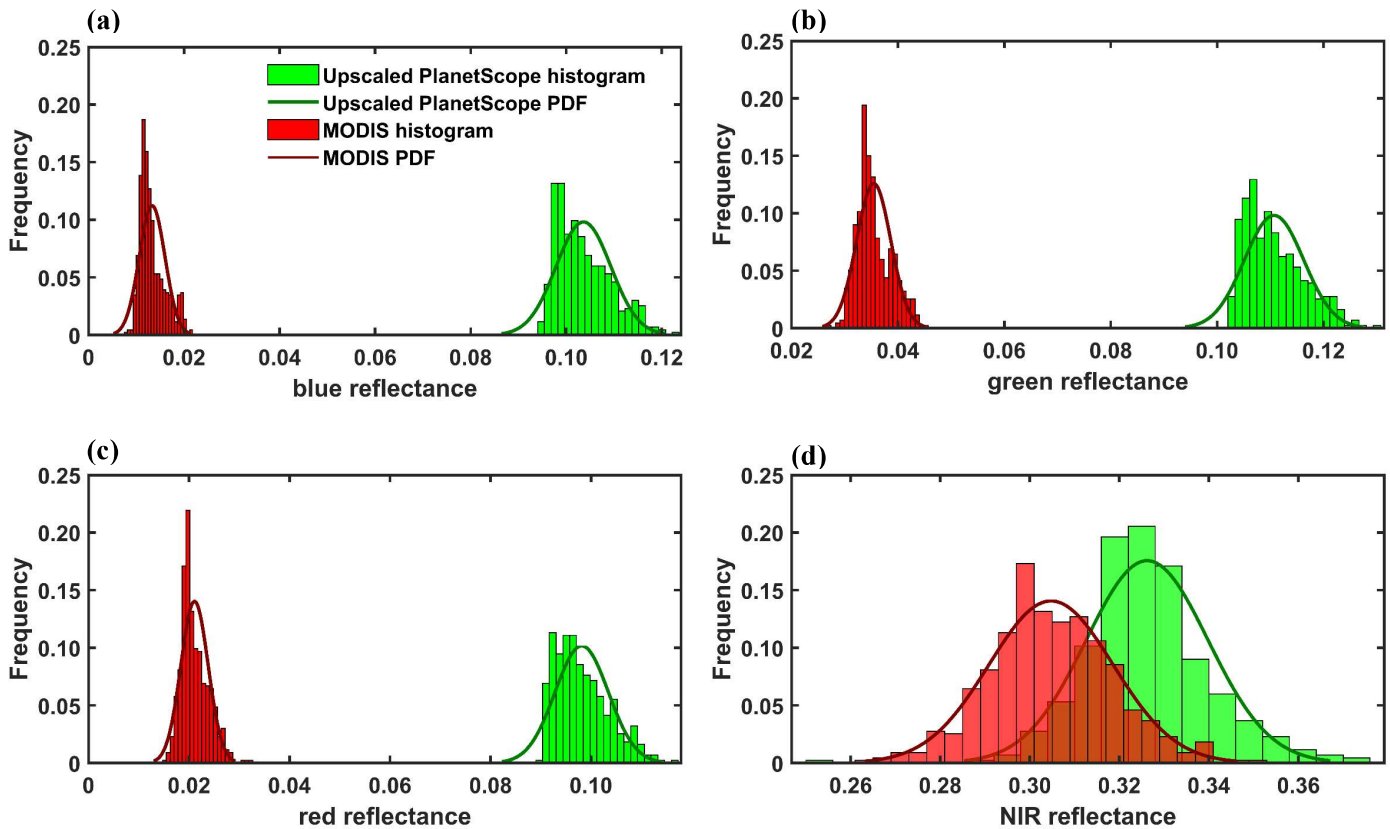 (a)
0.25
0.20
0.15
0.10
0.05
0
Frequency
Upscaled PlanetScope histogram
Upscaled PlanetScope PDF
MODIS histogram
MODIS PDF
0 0.02 0.04 0.06 0.08 0.10 0.12
blue reflectance
(b)
0.25
0.20
0.15
0.10
0.05
0
Frequency
0.02 0.04 0.06 0.08 0.10 0.12
green reflectance
(c)
0.25
0.20
0.15
0.10
0.05
0
Frequency
0 0.02 0.04 0.06 0.08 0.10
red reflectance
(d)
0.25
0.20
0.15
0.10
0.05
0
Frequency
0.26 0.28 0.30 0.32 0.34 0.36
NIR reflectance